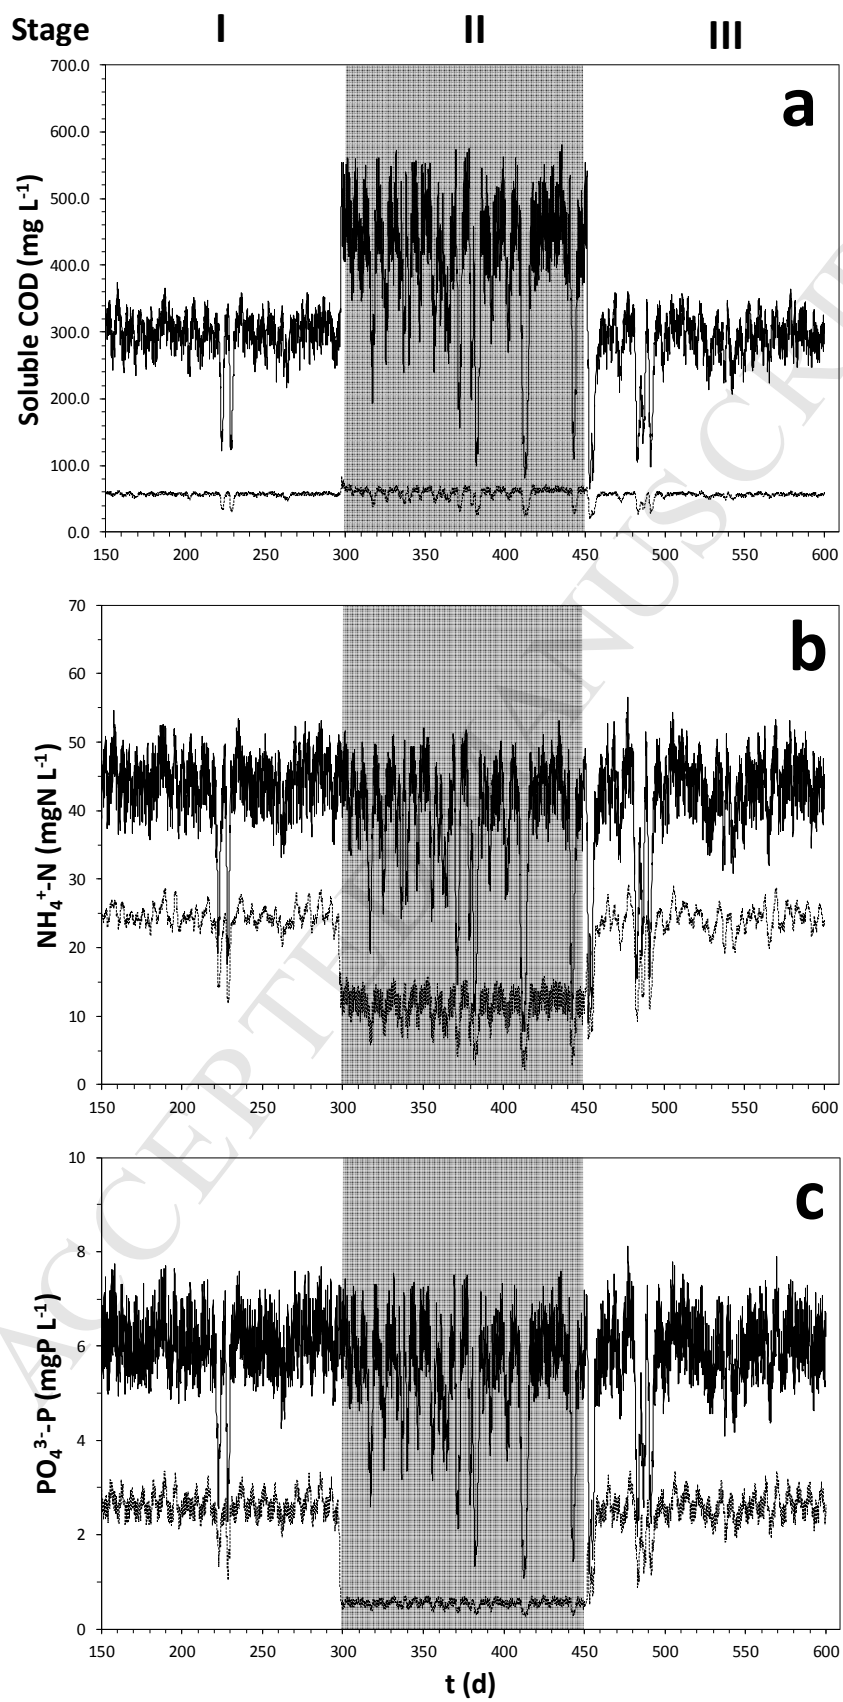 Stage I II III
a
700.0
600.0
500.0
400.0
300.0
200.0
100.0
0.0
Soluble COD (mg L⁻¹)
150 200 250 300 350 400 450 500 550 600
b
70
60
50
40
30
20
10
0
NH₄⁺-N (mgN L⁻¹)
150 200 250 300 350 400 450 500 550 600
c
10
8
6
4
2
0
PO₄³⁻-P (mgP L⁻¹)
150 200 250 300 350 400 450 500 550 600
t (d)
ACCEPTED MANUSCRI